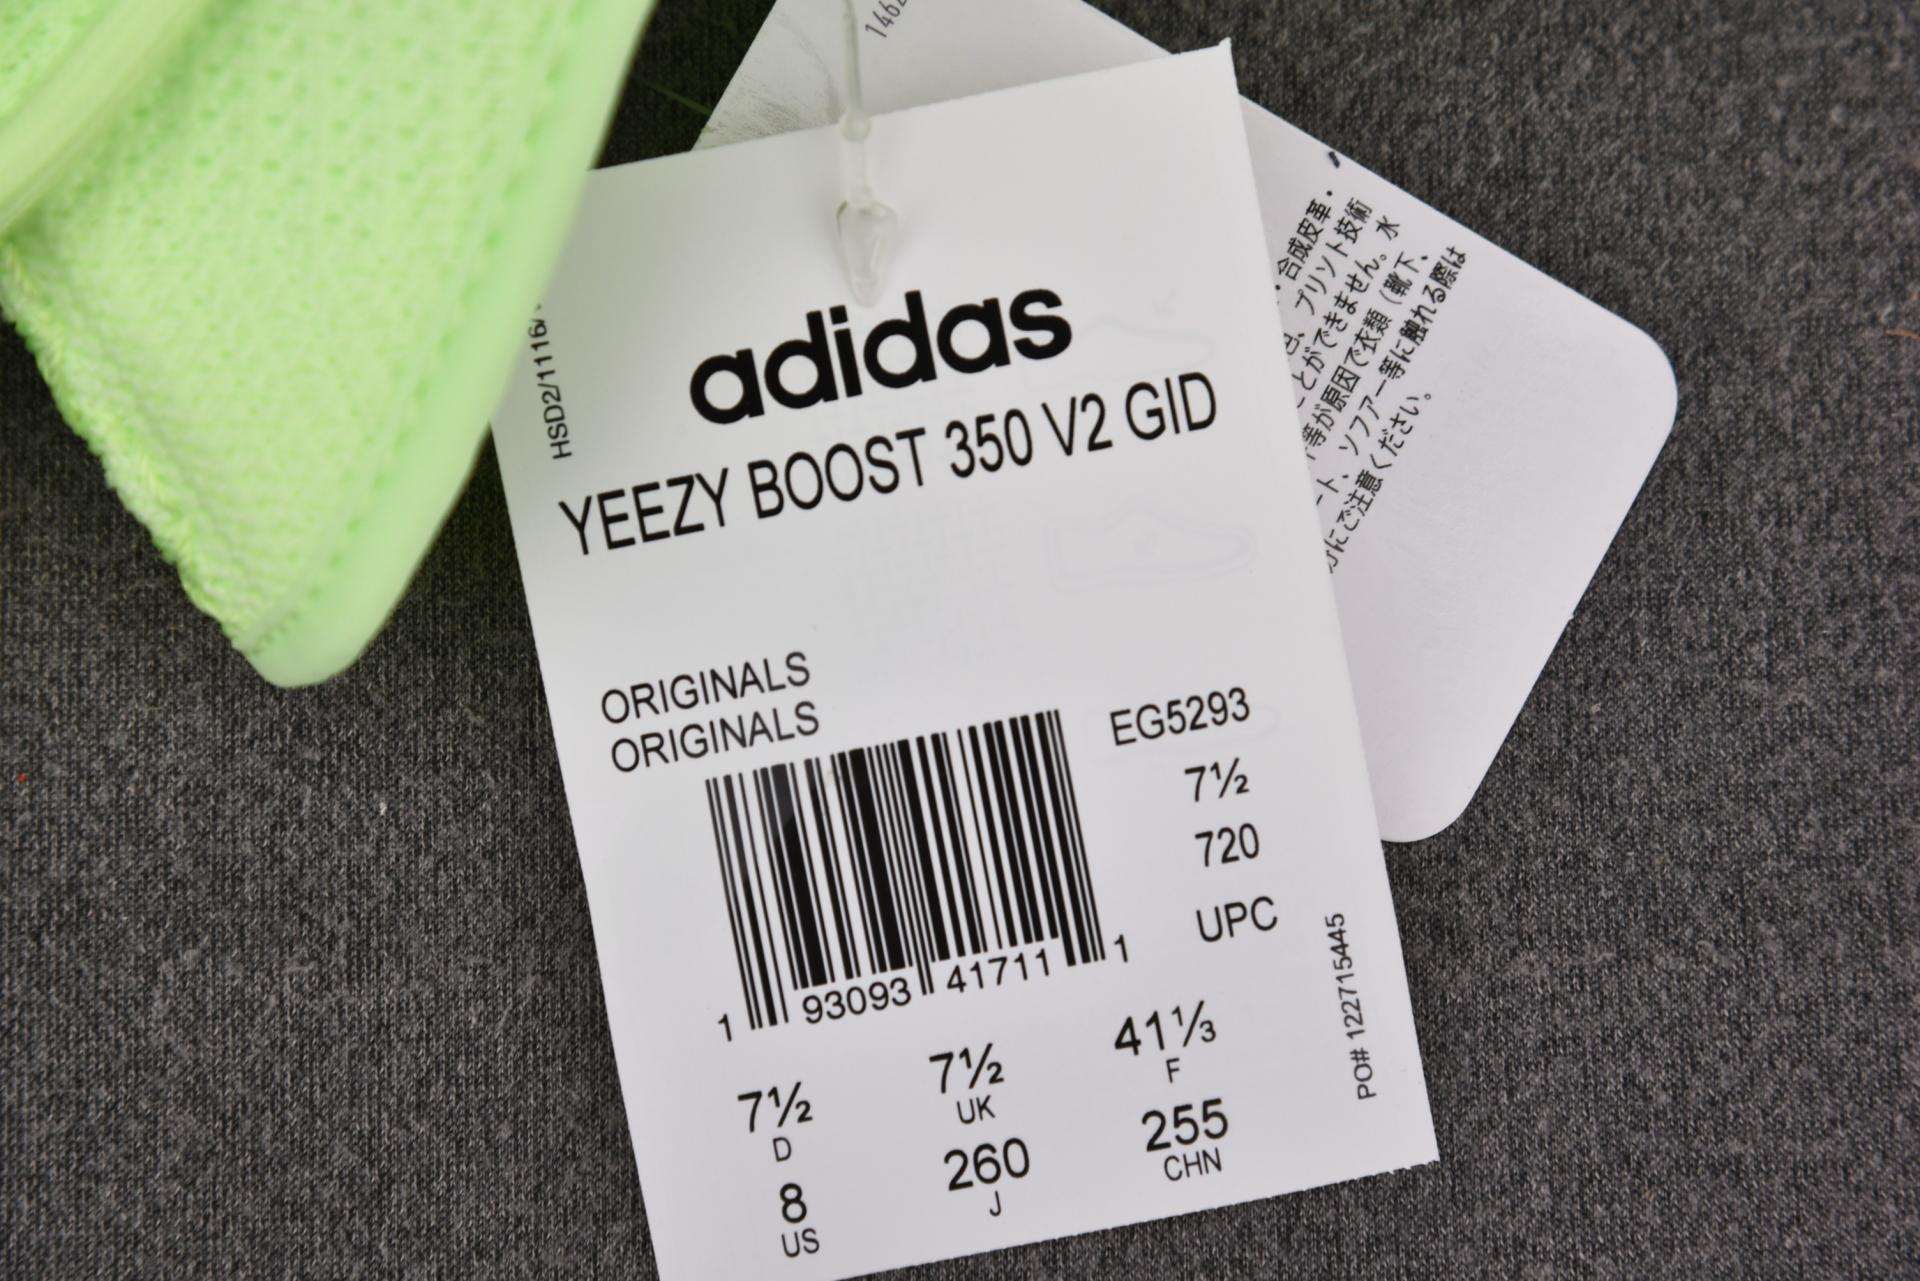 adidas
YEEZY BOOST 350 V2 GID
HSD2/1116/
ORIGINALS
ORIGINALS
EG5293
7½
720
UPC
1 93093 41711 1
7½
D
7½
UK
41⅓
F
8
US
260
J
255
CHN
PO# 122715445
・合成皮革・
、プリント技術
とができません。水
等が原因で衣類（靴下、
ート、ソファー等に触れる際は
にご注意ください。